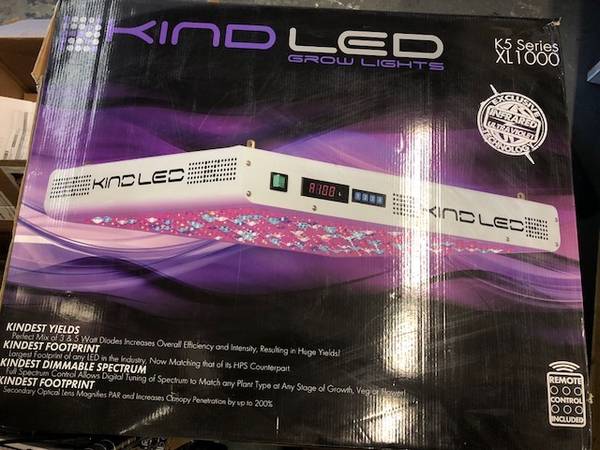 KIND LED
GROW LIGHTS
K5 Series
XL1000
EXCLUSIVE
INFRARED
ULTRAVIOLET
TECHNOLOGY
KIND LED
A100
KIND LED
KINDEST YIELDS
Perfect Mix of 3 & 5 Watt Diodes Increases Overall Efficiency and Intensity, Resulting in Huge Yields!
KINDEST FOOTPRINT
Largest Footprint of any LED in the Industry, Now Matching that of its HPS Counterpart
KINDEST DIMMABLE SPECTRUM
Full Spectrum Control Allows Digital Tuning of Spectrum to Match any Plant Type at Any Stage of Growth, Veg or Flower!
KINDEST FOOTPRINT
Secondary Optical Lens Magnifies PAR and Increases Canopy Penetration by up to 200%
REMOTE
CONTROL
INCLUDED